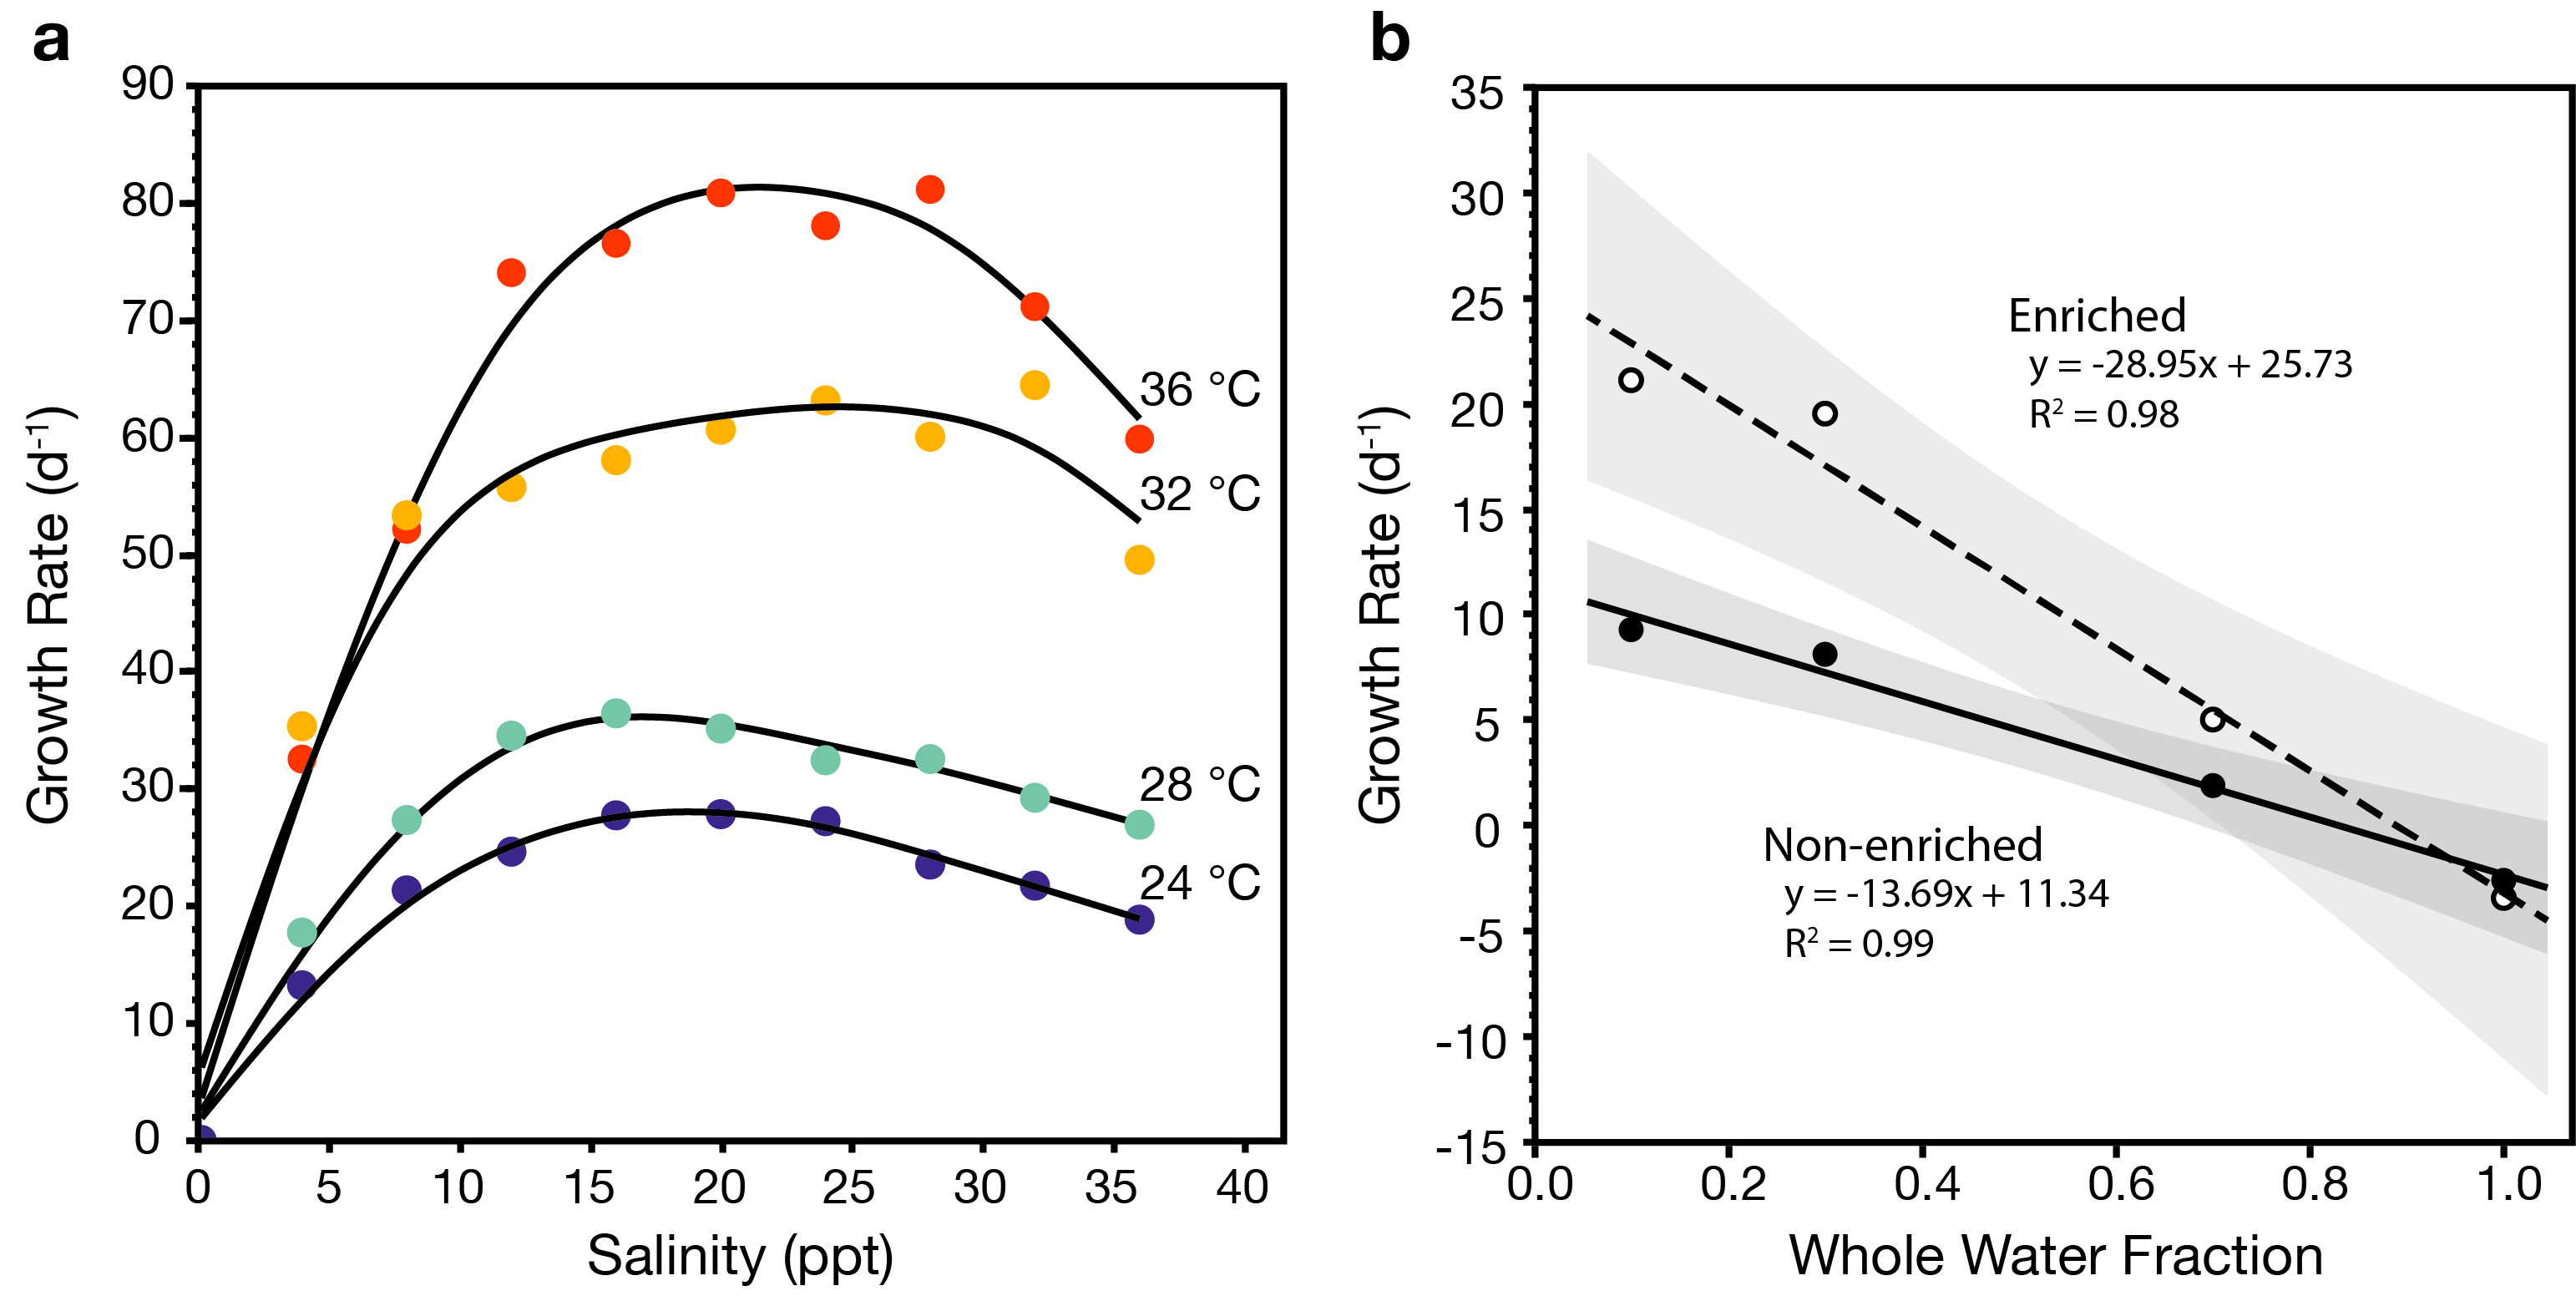 a
90
80
70
60
50
40
30
20
10
0
0 5 10 15 20 25 30 35 40
Growth Rate (d⁻¹)
Salinity (ppt)
36 °C
32 °C
28 °C
24 °C
b
35
30
25
20
15
10
5
0
-5
-10
-15
0.0 0.2 0.4 0.6 0.8 1.0
Growth Rate (d⁻¹)
Whole Water Fraction
Enriched
y = -28.95x + 25.73
R² = 0.98
Non-enriched
y = -13.69x + 11.34
R² = 0.99